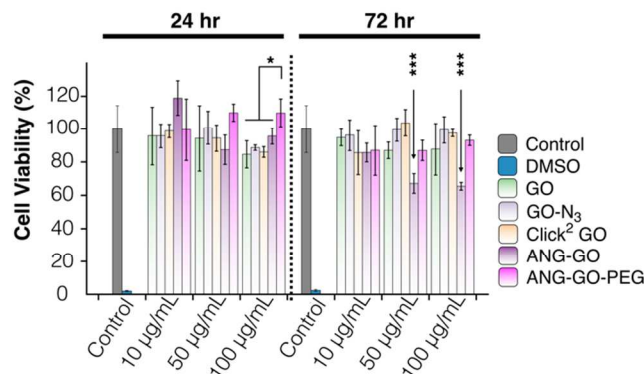 24 hr
72 hr
*
***
***
Cell Viability (%)
120
100
80
60
40
20
0
Control
10 µg/mL
50 µg/mL
100 µg/mL
Control
10 µg/mL
50 µg/mL
100 µg/mL
Control
DMSO
GO
GO-N₃
Click² GO
ANG-GO
ANG-GO-PEG